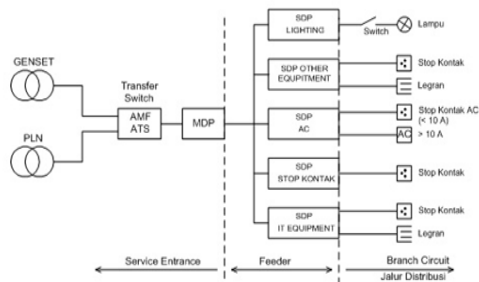 GENSET
PLN
Transfer
Switch
AMF
ATS
MDP
SDP
LIGHTING
Switch
Lampu
SDP OTHER
EQUPITMENT
Stop Kontak
Legran
SDP
AC
Stop Kontak AC
(< 10 A)
AC
> 10 A
SDP
STOP KONTAK
Stop Kontak
SDP
IT EQUIPMENT
Stop Kontak
Legran
Service Entrance
Feeder
Branch Circuit
Jalur Distribusi